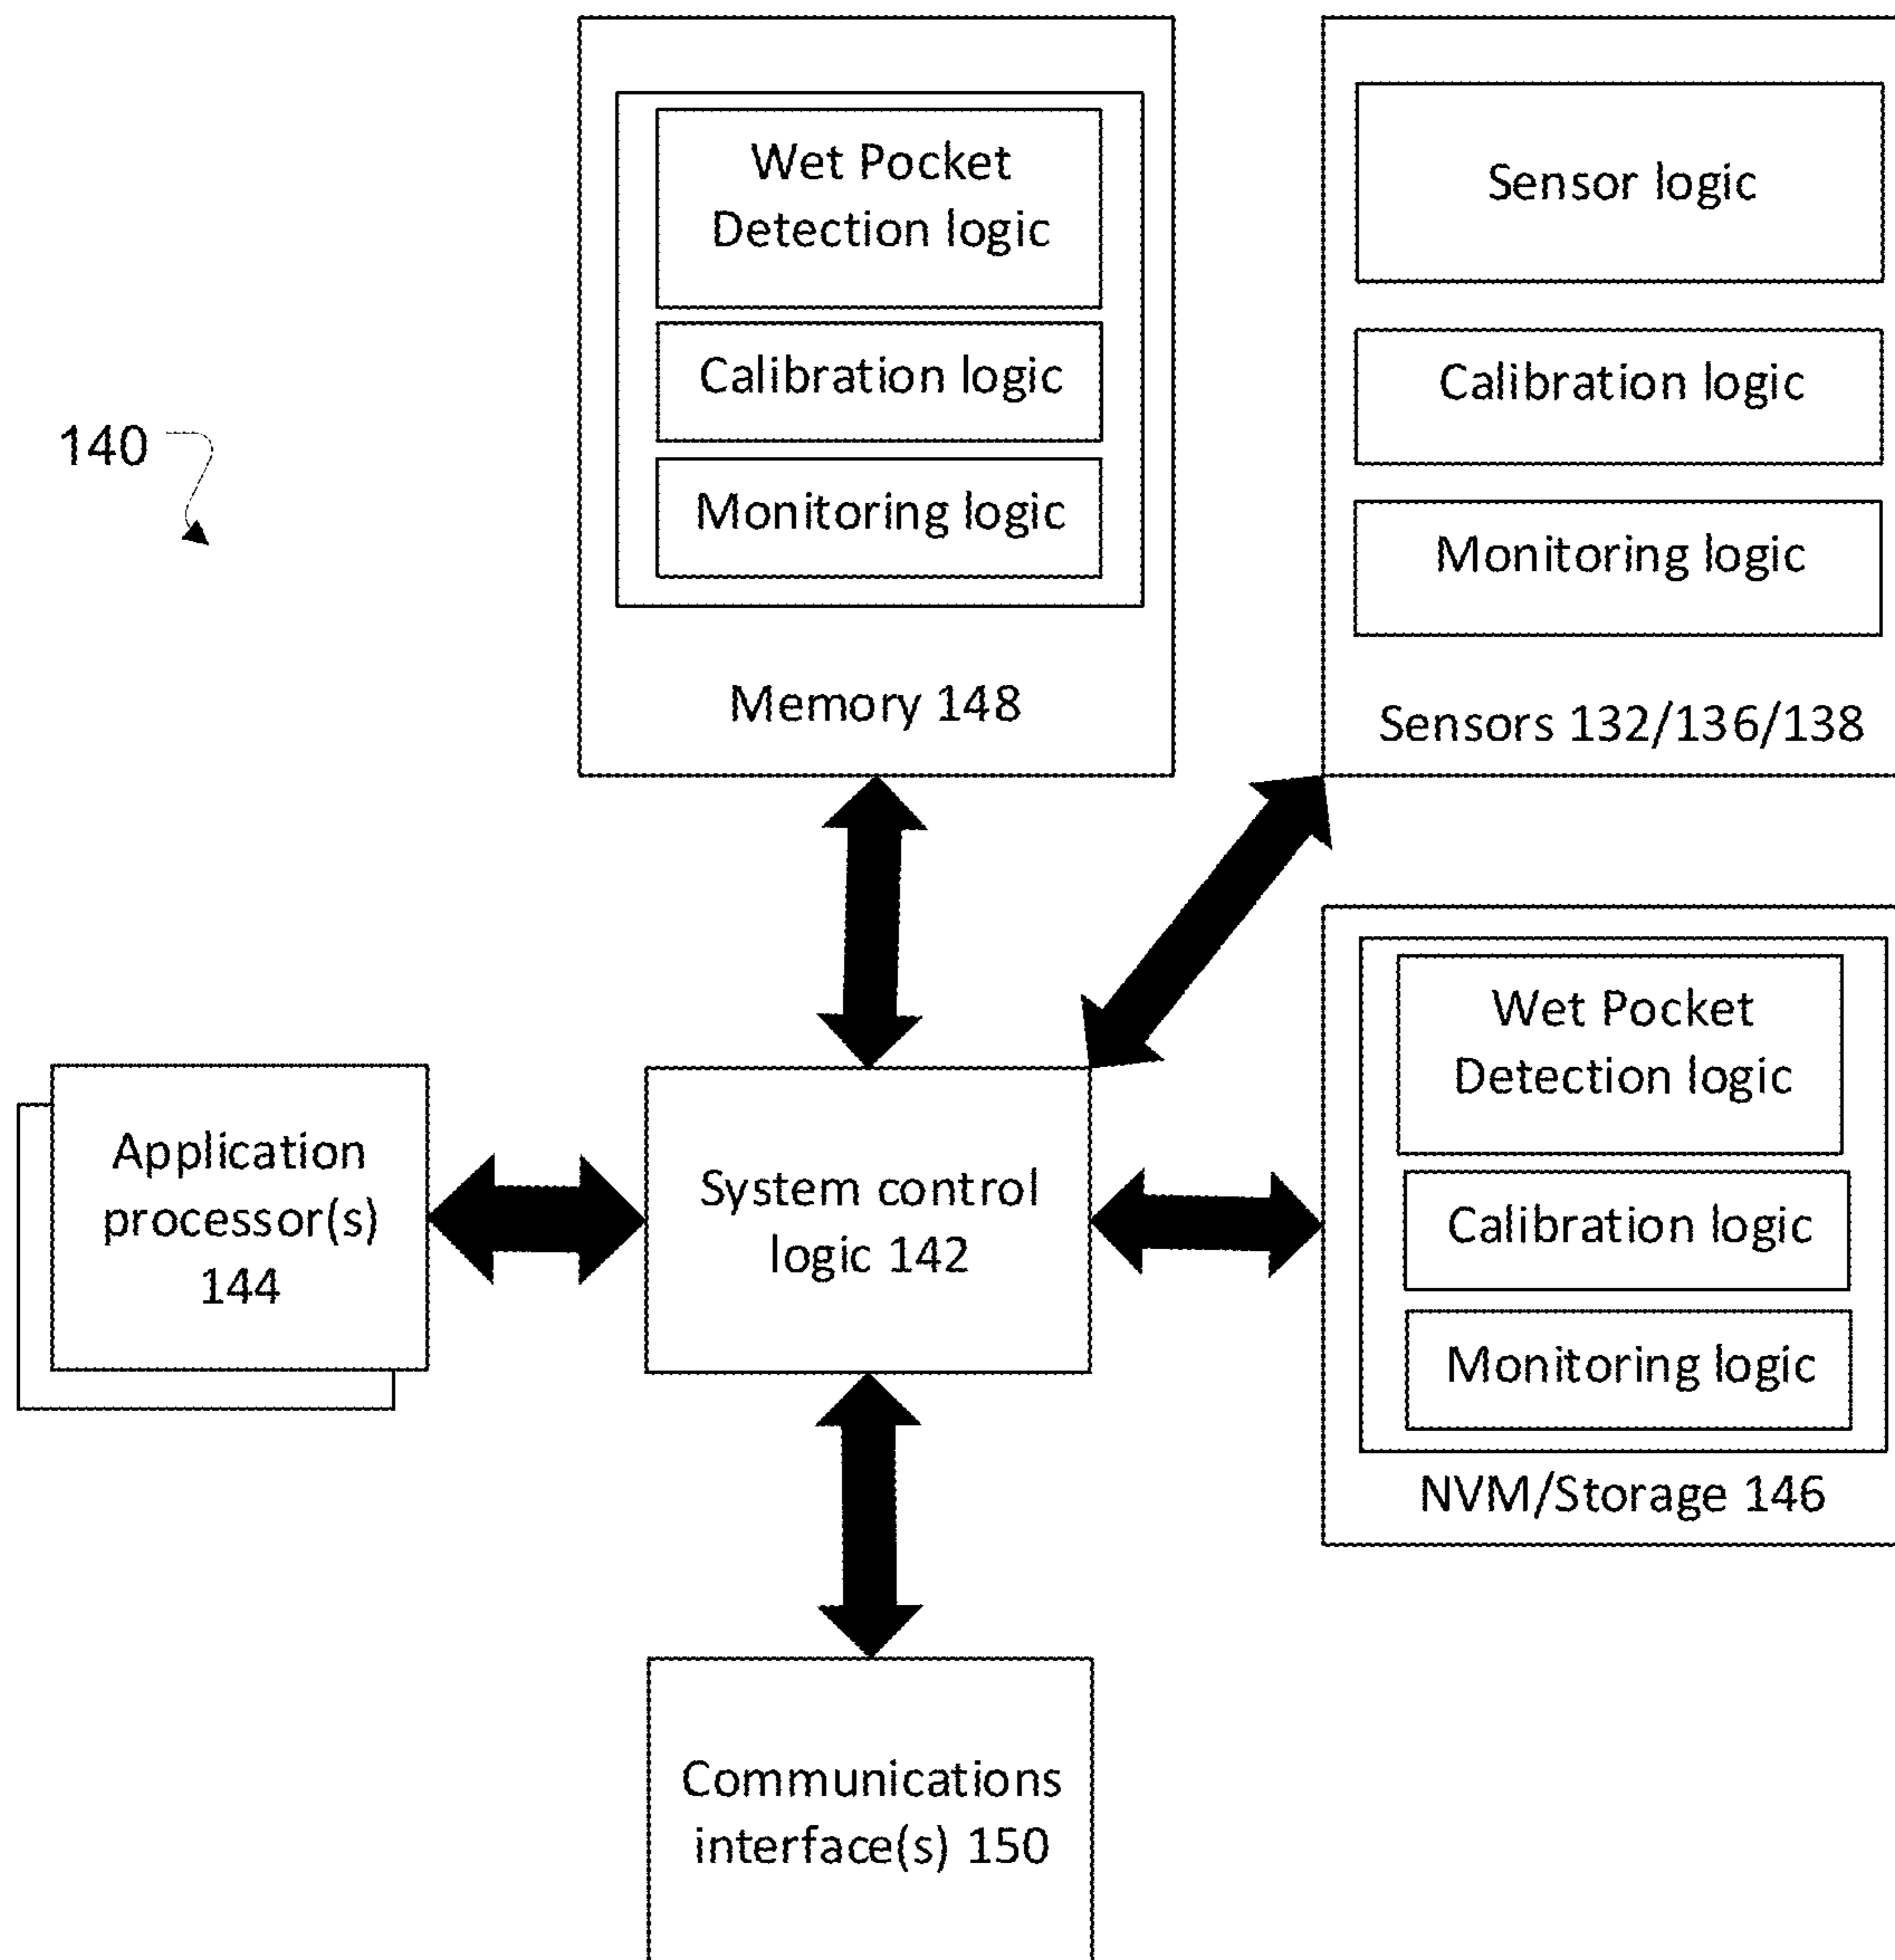 Wet Pocket
Detection logic
Calibration logic
Monitoring logic
Memory 148
Sensor logic
Calibration logic
Monitoring logic
Sensors 132/136/138
140
Application
processor(s)
144
System control
logic 142
Wet Pocket
Detection logic
Calibration logic
Monitoring logic
NVM/Storage 146
Communications
interface(s) 150